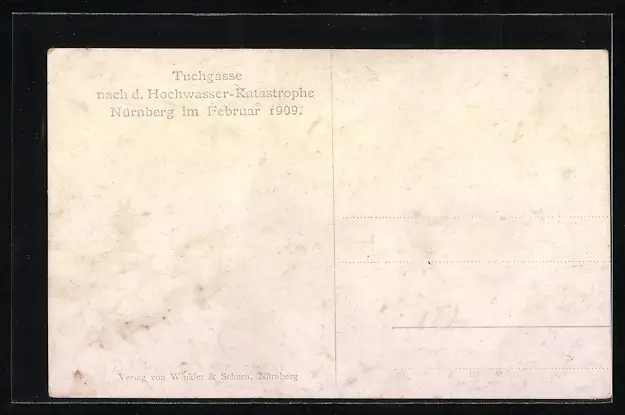 Tuchgasse
nach d. Hochwasser-Katastrophe
Nürnberg im Februar 1909.
Verlag von Winkler & Schorn, Nürnberg